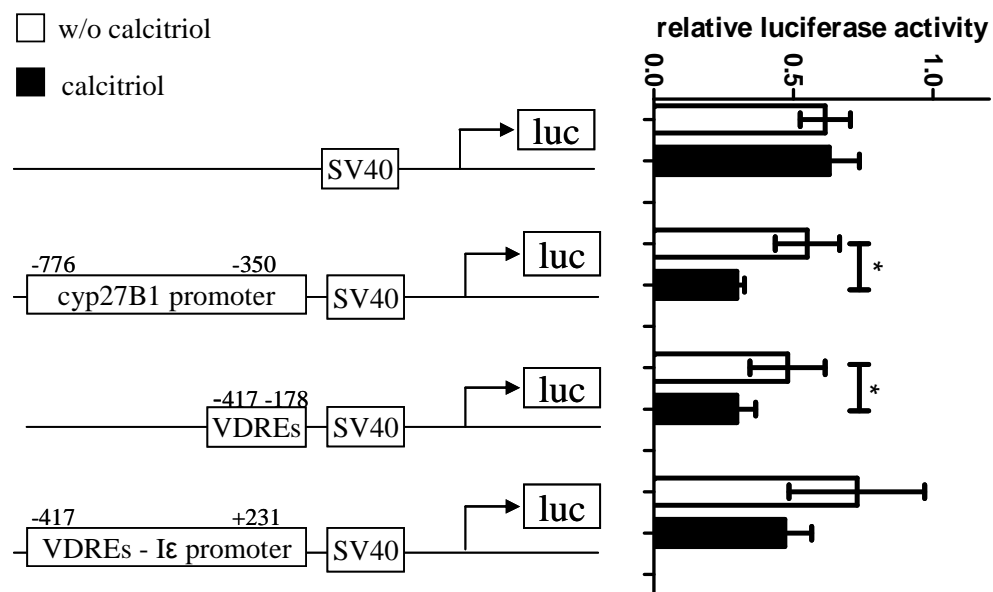 w/o calcitriol
calcitriol
relative luciferase activity
0.0 0.5 1.0
luc
SV40
luc
-776 -350
cyp27B1 promoter SV40
*
luc
-417 -178
VDREs SV40
*
luc
-417 +231
VDREs - Iε promoter SV40